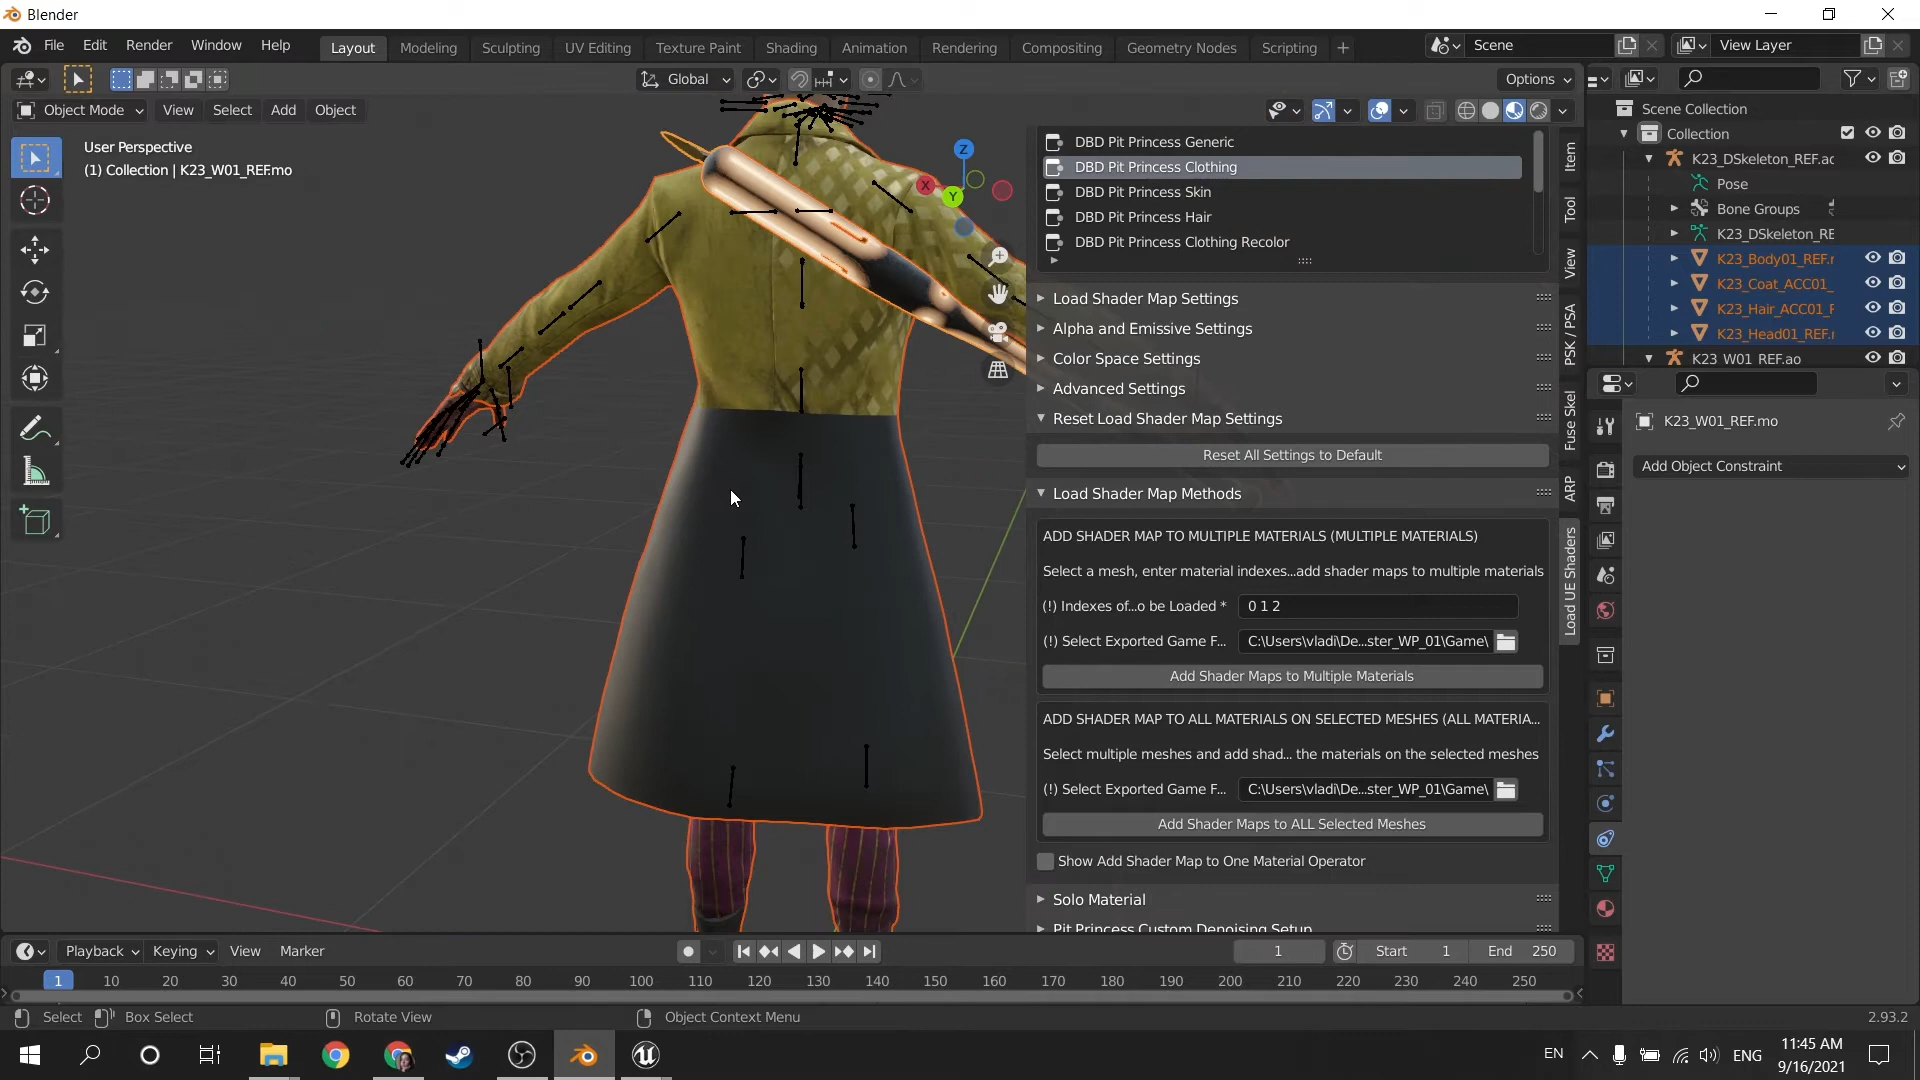 Blender
File Edit Render Window Help Layout Modeling Sculpting UV Editing Texture Paint Shading Animation Rendering Compositing Geometry Nodes Scripting + Scene View Layer
Global Options
Object Mode View Select Add Object
User Perspective
(1) Collection | K23_W01_REF.mo
Z
X
Y
DBD Pit Princess Generic
DBD Pit Princess Clothing
DBD Pit Princess Skin
DBD Pit Princess Hair
DBD Pit Princess Clothing Recolor
Load Shader Map Settings
Alpha and Emissive Settings
Color Space Settings
Advanced Settings
Reset Load Shader Map Settings
Reset All Settings to Default
Load Shader Map Methods
ADD SHADER MAP TO MULTIPLE MATERIALS (MULTIPLE MATERIALS)
Select a mesh, enter material indexes...add shader maps to multiple materials
(!) Indexes of...o be Loaded * 0 1 2
(!) Select Exported Game F... C:\Users\vladi\De...ster_WP_01\Game\
Add Shader Maps to Multiple Materials
ADD SHADER MAP TO ALL MATERIALS ON SELECTED MESHES (ALL MATERIA...
Select multiple meshes and add shad... the materials on the selected meshes
(!) Select Exported Game F... C:\Users\vladi\De...ster_WP_01\Game\
Add Shader Maps to ALL Selected Meshes
Show Add Shader Map to One Material Operator
Solo Material
Pit Princess Custom Denoising Setup
Item
Tool
View
PSK / PSA
Fuse Skel
ARP
Load UE Shaders
Scene Collection
Collection
K23_DSkeleton_REF.ac
Pose
Bone Groups
K23_DSkeleton_RE
K23_Body01_REF.r
K23_Coat_ACC01_
K23_Hair_ACC01_F
K23_Head01_REF.r
K23_W01_REF.ao
K23_W01_REF.mo
Add Object Constraint
Playback Keying View Marker 1 Start 1 End 250
1 10 20 30 40 50 60 70 80 90 100 110 120 130 140 150 160 170 180 190 200 210 220 230 240 250
Select Box Select Rotate View Object Context Menu 2.93.2
EN ENG 11:45 AM
9/16/2021